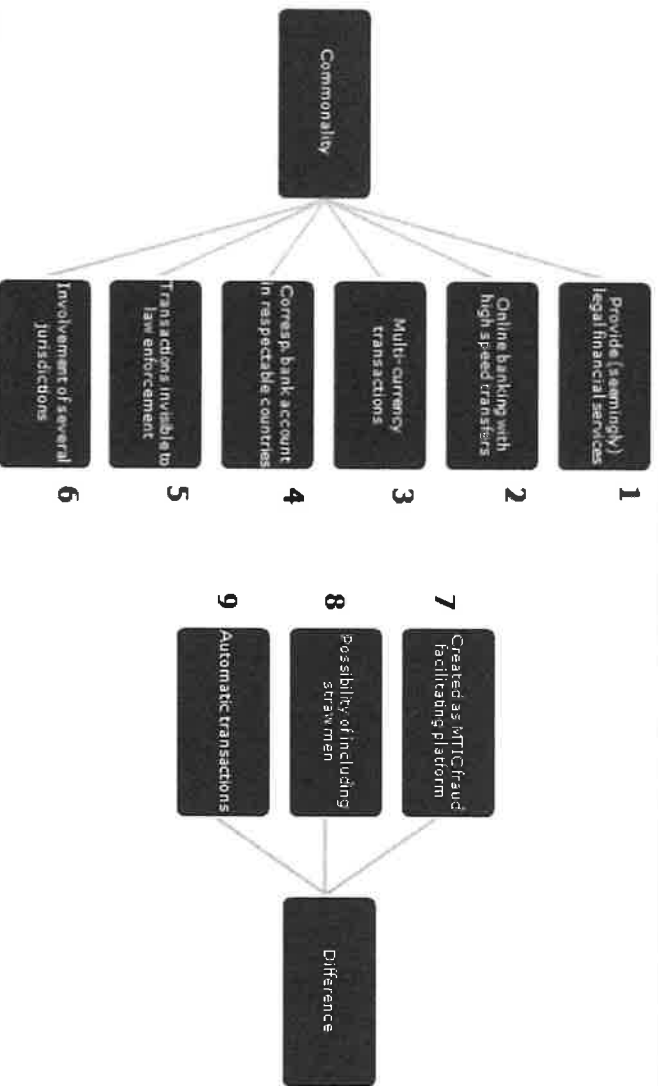 Commonality
Provide (seemingly)
legal financial services
1
Online banking with
high speed transfers
2
Multi-currency
transactions
3
Corresp. bank account
in respectable countries
4
Transactions invisible to
law enforcement
5
Involvement of several
jurisdictions
6
7
Created as MTIC fraud
facilitating platform
8
Possibility of including
strawmen
9
Automatic transactions
Difference